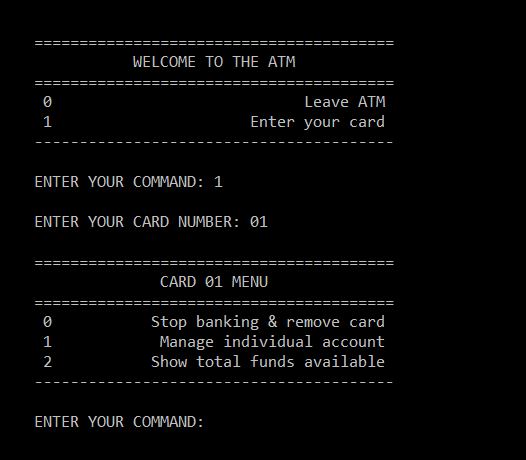 ========================================
WELCOME TO THE ATM
========================================
0 Leave ATM
1 Enter your card
----------------------------------------
ENTER YOUR COMMAND: 1
ENTER YOUR CARD NUMBER: 01
========================================
CARD 01 MENU
========================================
0 Stop banking & remove card
1 Manage individual account
2 Show total funds available
----------------------------------------
ENTER YOUR COMMAND: